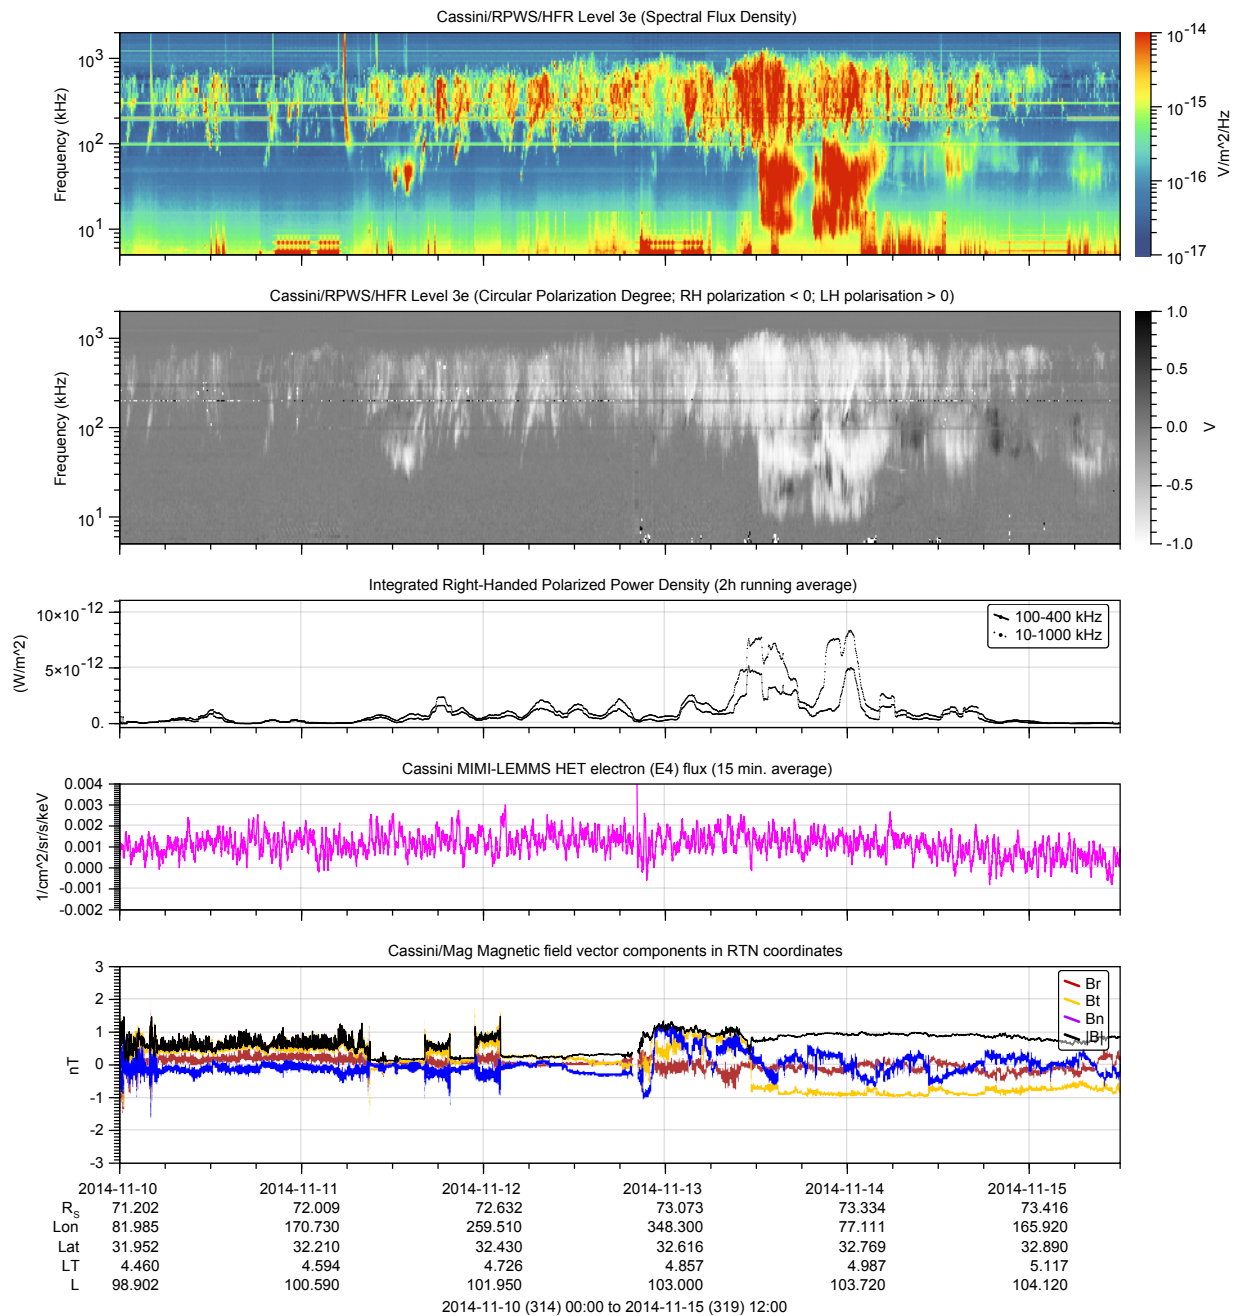 Cassini/RPWS/HFR Level 3e (Spectral Flux Density)
10^3
10^2
10^1
Frequency (kHz)
10^-14
10^-15
10^-16
10^-17
V/m^2/Hz
Cassini/RPWS/HFR Level 3e (Circular Polarization Degree; RH polarization < 0; LH polarisation > 0)
10^3
10^2
10^1
Frequency (kHz)
1.0
0.5
0.0
-0.5
-1.0
V
Integrated Right-Handed Polarized Power Density (2h running average)
10×10^-12
5×10^-12
0.
(W/m^2)
100-400 kHz
10-1000 kHz
Cassini MIMI-LEMMS HET electron (E4) flux (15 min. average)
0.004
0.003
0.002
0.001
0.000
-0.001
-0.002
1/cm^2/sr/s/keV
Cassini/Mag Magnetic field vector components in RTN coordinates
3
2
1
0
-1
-2
-3
nT
Br
Bt
Bn
|B|
2014-11-10 2014-11-11 2014-11-12 2014-11-13 2014-11-14 2014-11-15
R_S 71.202 72.009 72.632 73.073 73.334 73.416
Lon 81.985 170.730 259.510 348.300 77.111 165.920
Lat 31.952 32.210 32.430 32.616 32.769 32.890
LT 4.460 4.594 4.726 4.857 4.987 5.117
L 98.902 100.590 101.950 103.000 103.720 104.120
2014-11-10 (314) 00:00 to 2014-11-15 (319) 12:00